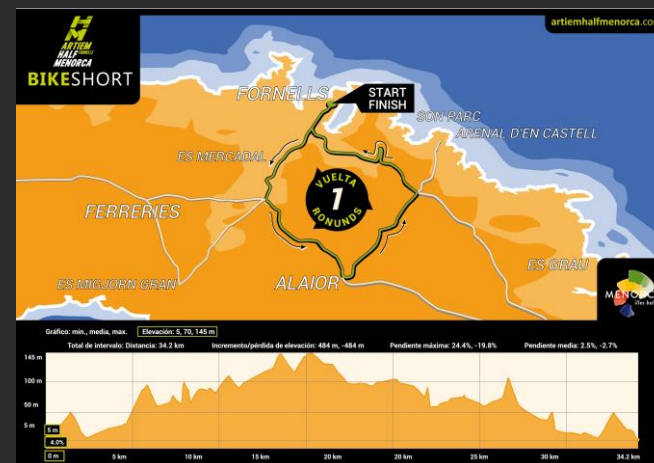 ARTIEM
HALF
MENORCA
BIKESHORT
artiemhalfmenorca.co
FORNELLS
START
FINISH
SON PARC
ARENAL D'EN CASTELL
ES MERCADAL
VUELTA
1
RONUNDS
FERRERIES
ES MIGJORN GRAN
ALAIOR
ES GRAU
MENORC
Gráfico: min., media, max. Elevación: 5, 70, 145 m
Total de intervalo: Distancia: 34.2 km Incremento/pérdida de elevación: 484 m, -484 m Pendiente máxima: 24.4%, -19.8% Pendiente media: 2.5%, -2.7%
145 m
100 m
50 m
5 m
5 m
4.0%
0 m 5 km 10 km 15 km 20 km 20 km 25 km 30 km 34.2 km